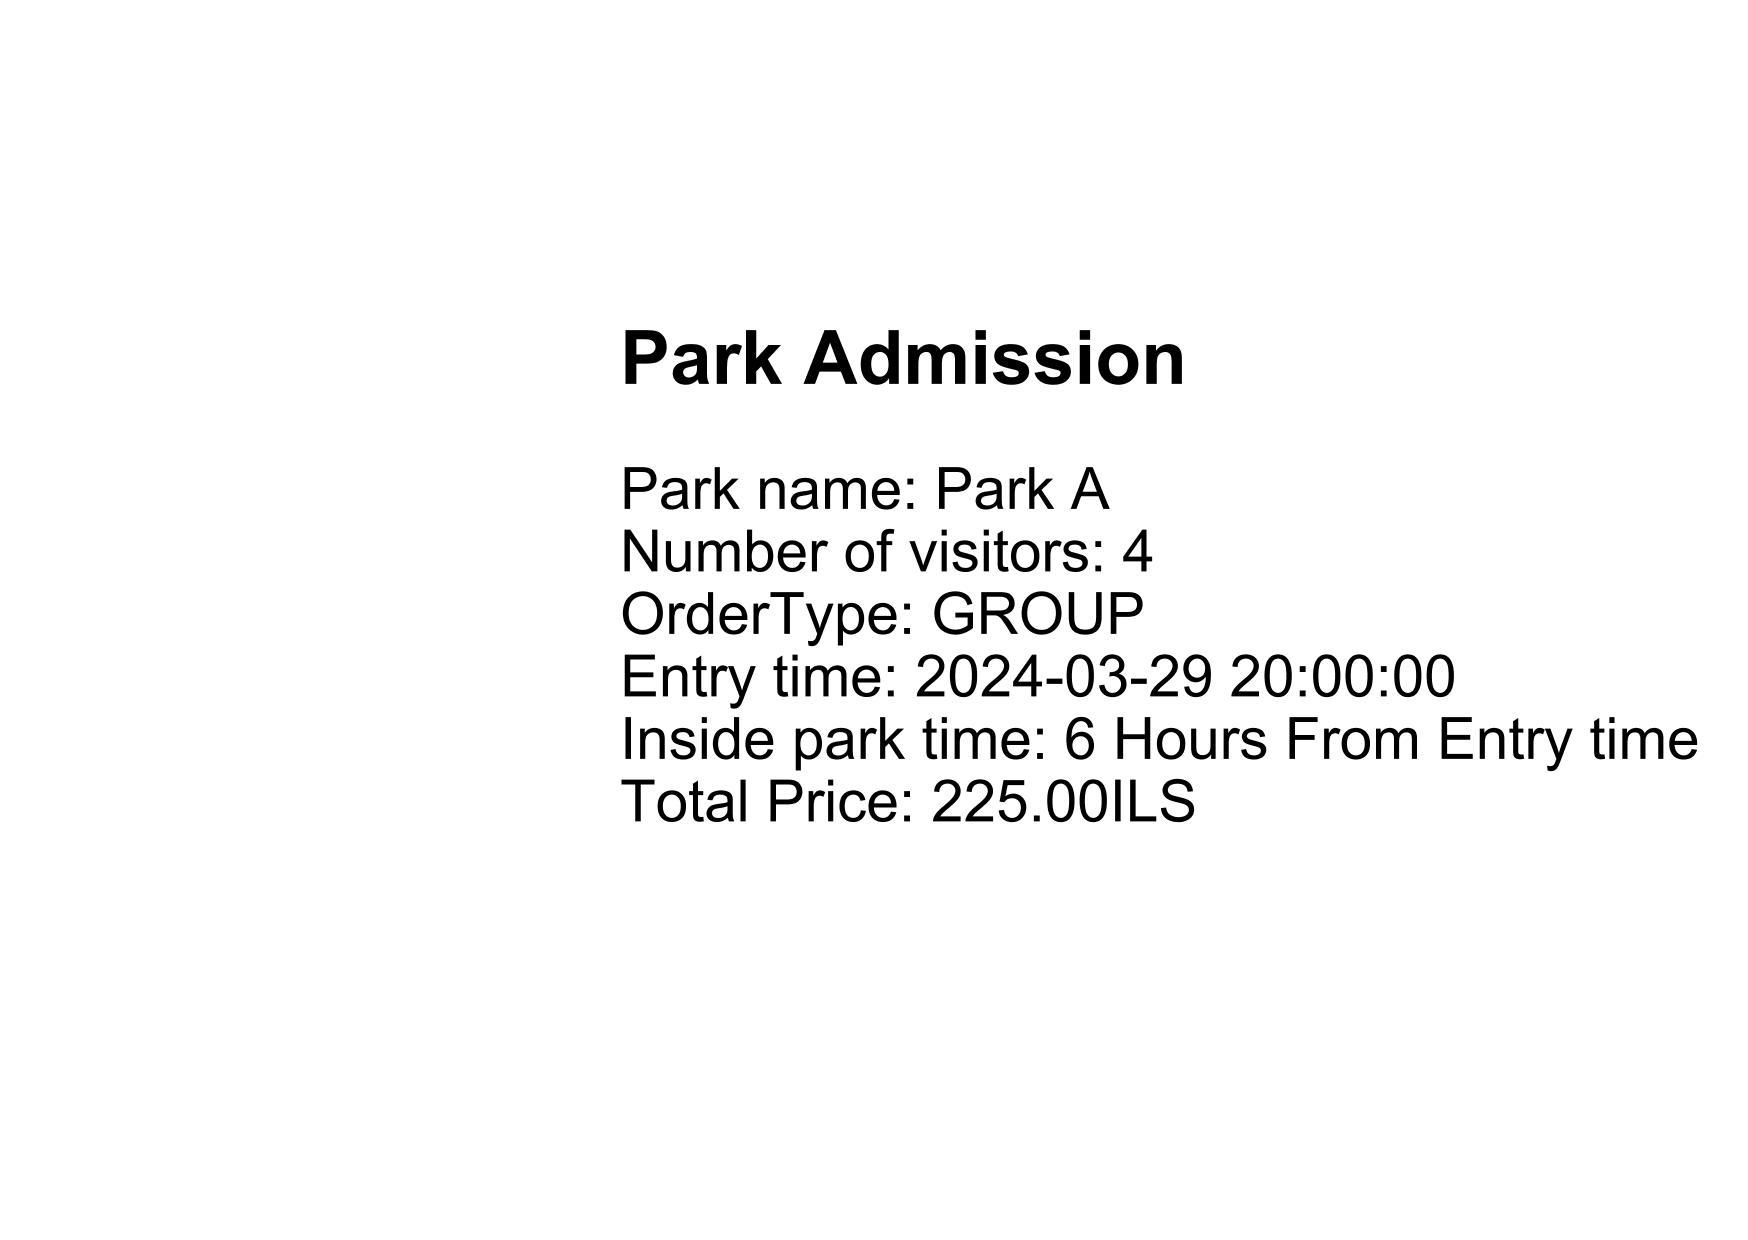 Park Admission
Park name: Park A
Number of visitors: 4
OrderType: GROUP
Entry time: 2024-03-29 20:00:00
Inside park time: 6 Hours From Entry time
Total Price: 225.00ILS